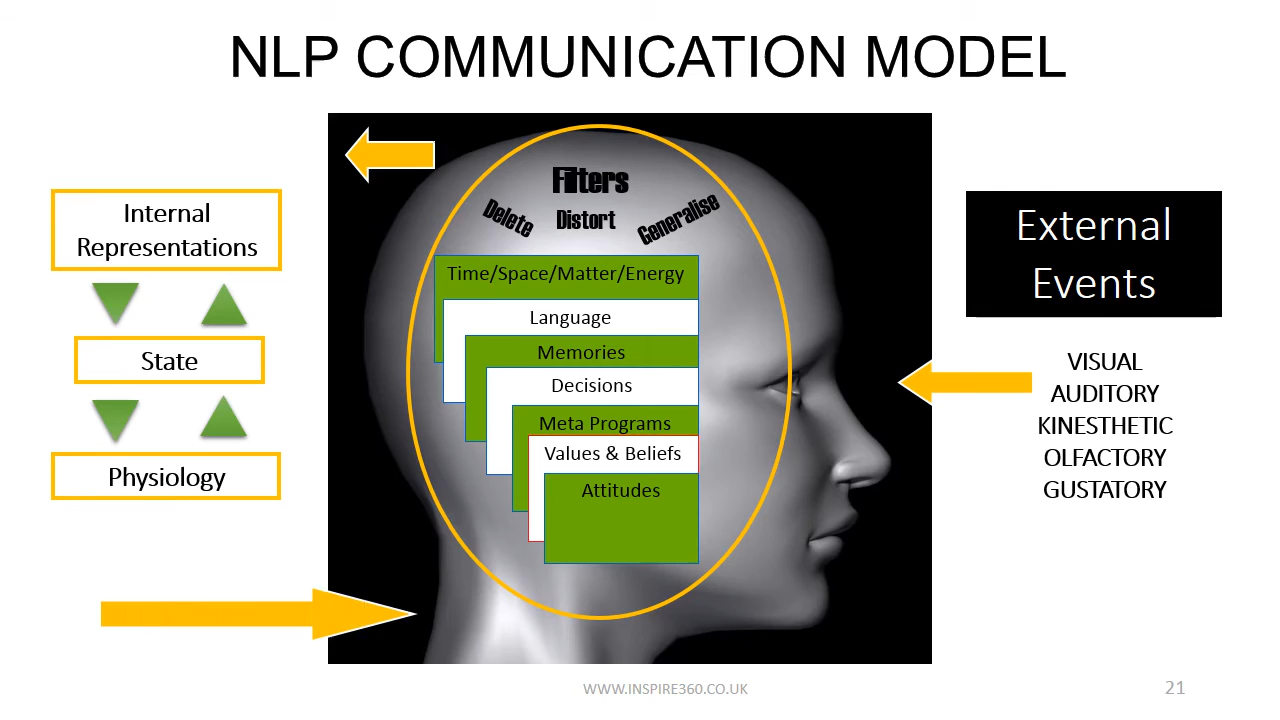 NLP COMMUNICATION MODEL
Internal
Representations
State
Physiology
Filters
Delete
Distort
Generalise
Time/Space/Matter/Energy
Language
Memories
Decisions
Meta Programs
Values & Beliefs
Attitudes
External
Events
VISUAL
AUDITORY
KINESTHETIC
OLFACTORY
GUSTATORY
WWW.INSPIRE360.CO.UK
21